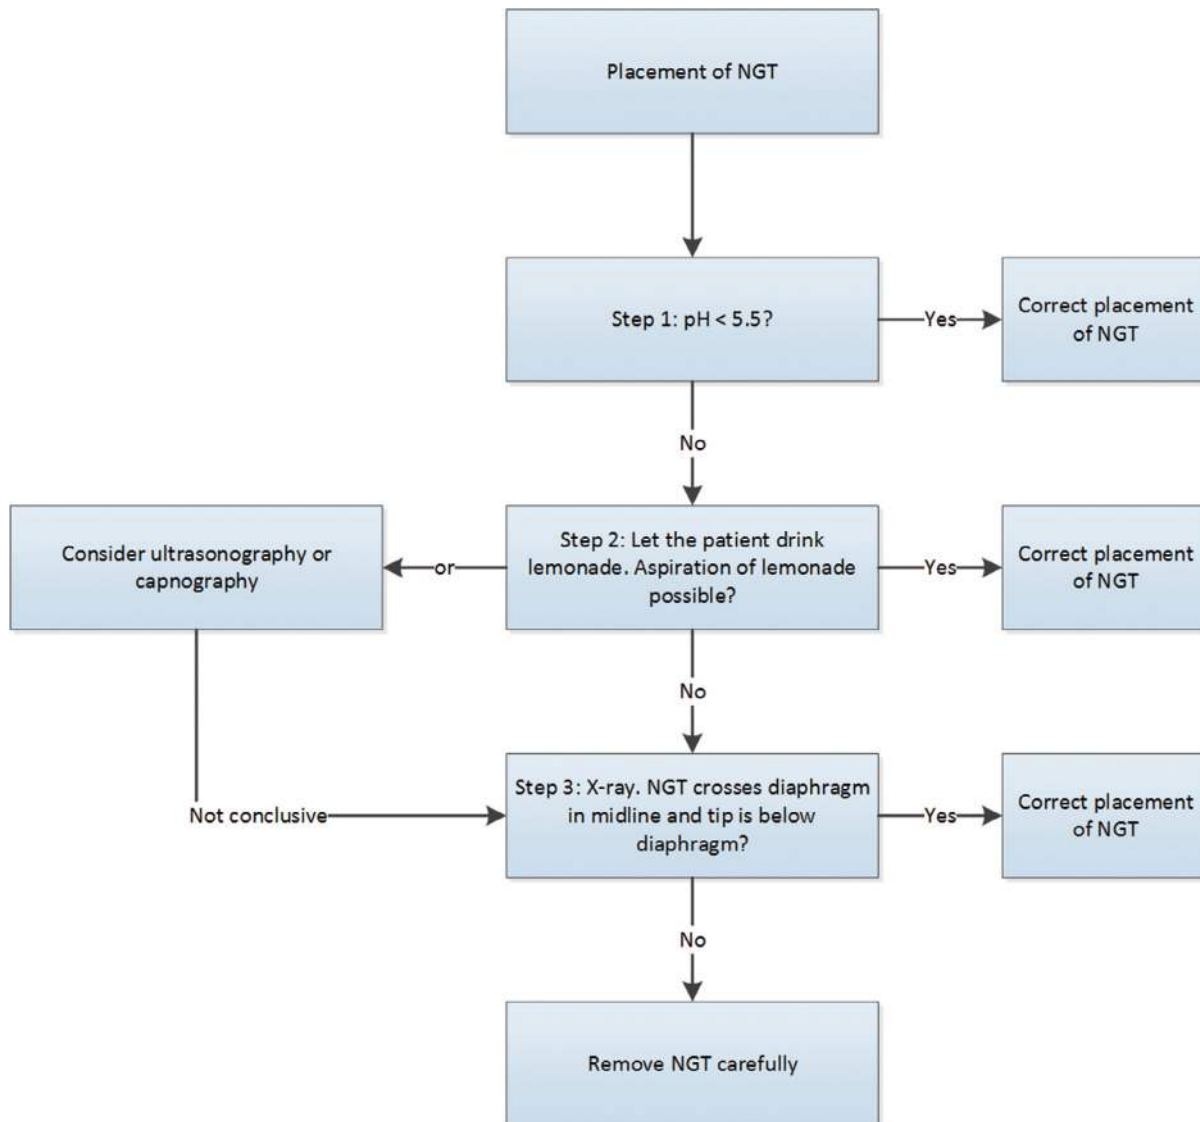 Placement of NGT
Step 1: pH < 5.5?
Yes
Correct placement
of NGT
No
Consider ultrasonography or
capnography
or
Step 2: Let the patient drink
lemonade. Aspiration of lemonade
possible?
Yes
Correct placement
of NGT
No
Not conclusive
Step 3: X-ray. NGT crosses diaphragm
in midline and tip is below
diaphragm?
Yes
Correct placement
of NGT
No
Remove NGT carefully